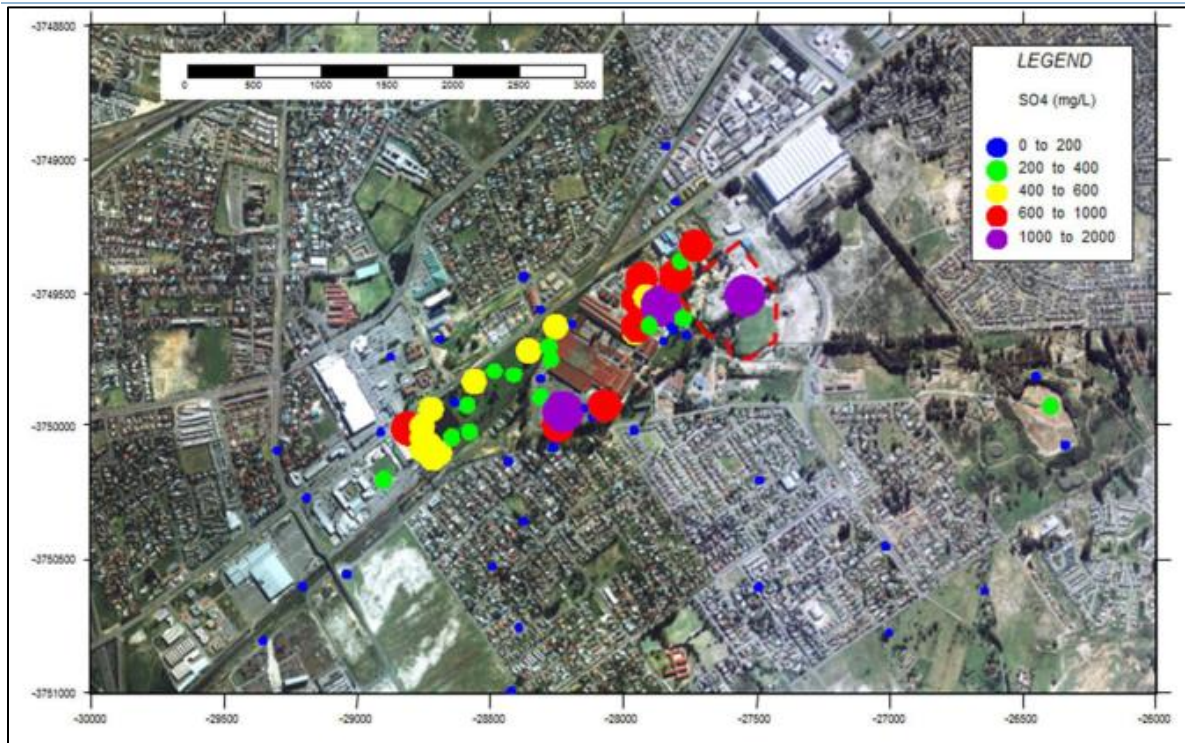 -3748500
LEGEND
SO4 (mg/L)
0 to 200
200 to 400
400 to 600
600 to 1000
1000 to 2000
0 500 1000 1500 2000 2500 3000
-3749000
-3749500
-3750000
-3750500
-3751000
-30000 -29500 -29000 -28500 -28000 -27500 -27000 -26500 -26000